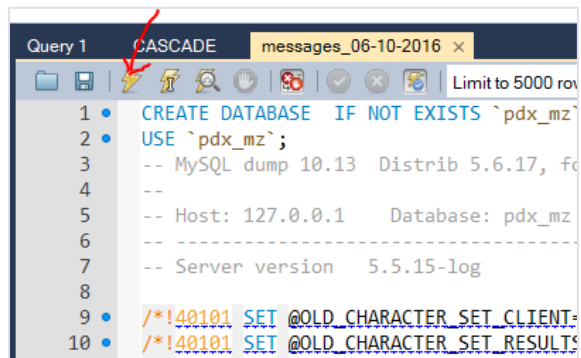 Query 1 CASCADE messages_06-10-2016 ×
Limit to 5000 rov
1 CREATE DATABASE IF NOT EXISTS `pdx_mz`
2 USE `pdx_mz`;
3 -- MySQL dump 10.13 Distrib 5.6.17, fo
4 --
5 -- Host: 127.0.0.1 Database: pdx_mz
6 -- ------------------------------------
7 -- Server version 5.5.15-log
8
9 /*!40101 SET @OLD_CHARACTER_SET_CLIENT=
10 /*!40101 SET @OLD_CHARACTER_SET_RESULTS